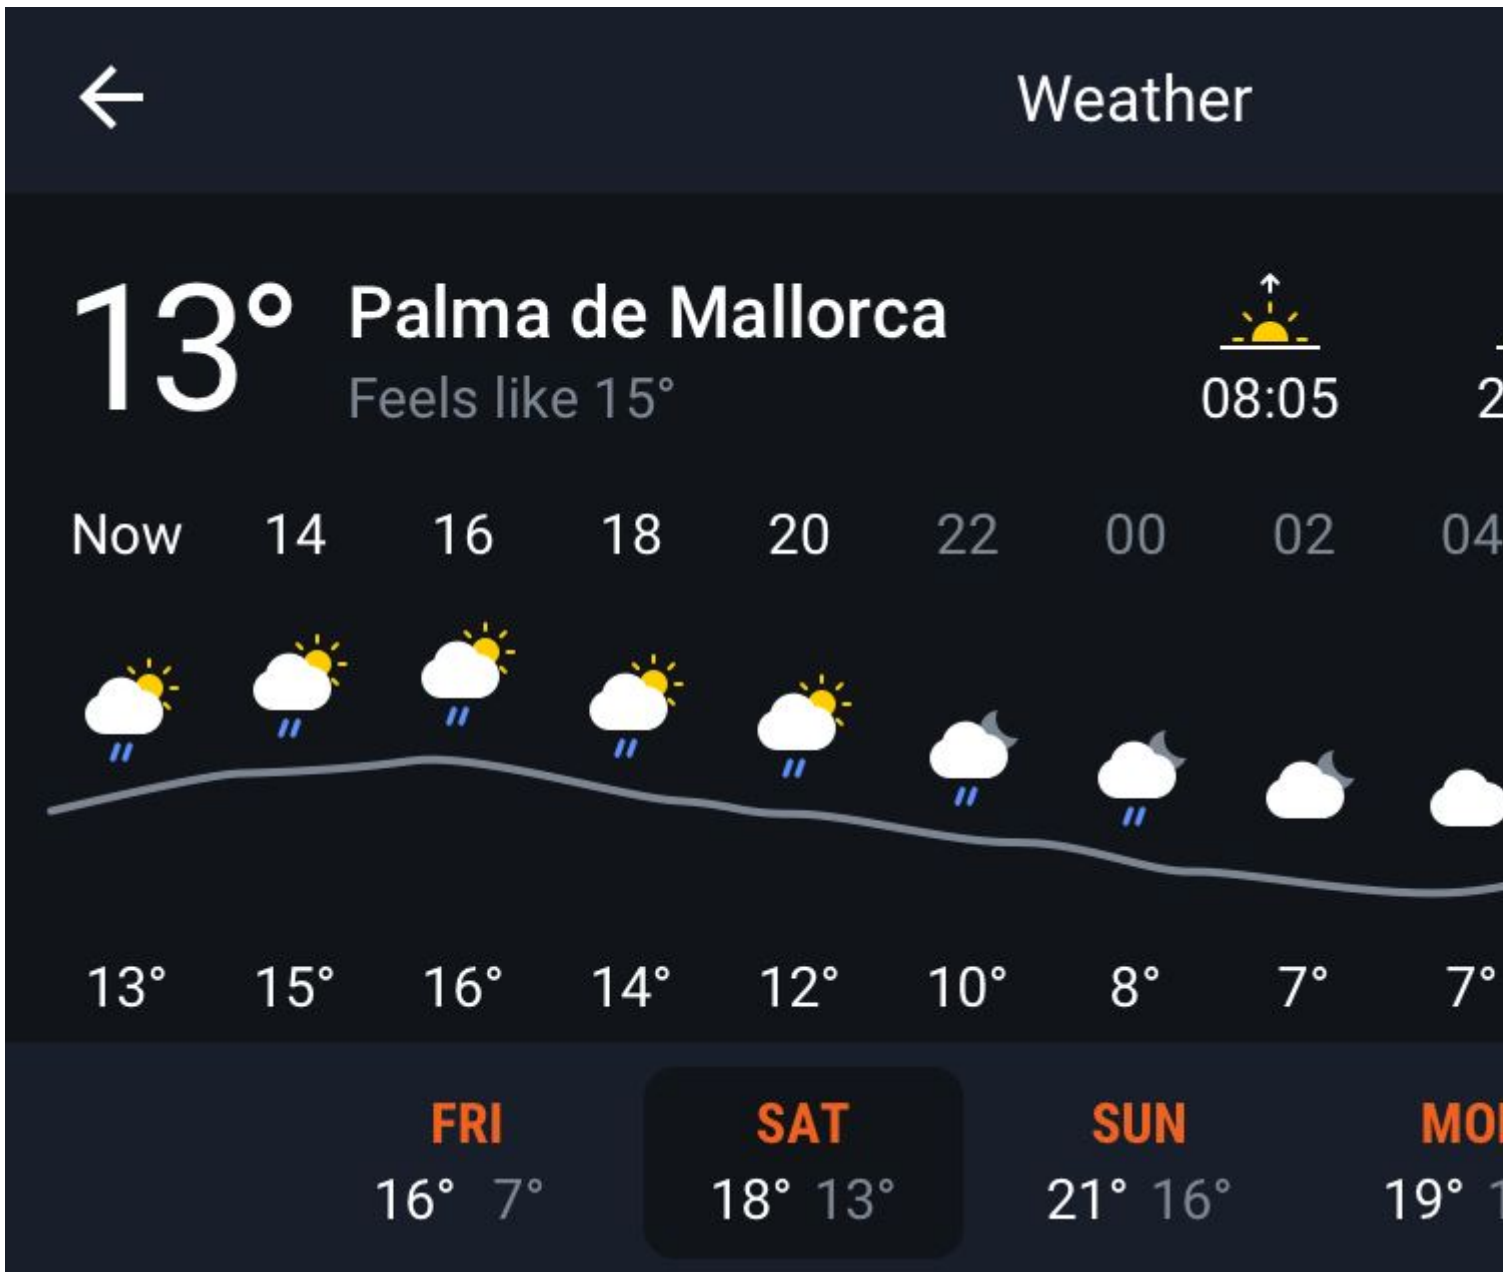 Weather
13° Palma de Mallorca
Feels like 15°
08:05
Now 14 16 18 20 22 00 02 04
13° 15° 16° 14° 12° 10° 8° 7° 7°
FRI SAT SUN
16° 7° 18° 13° 21° 16° 19°